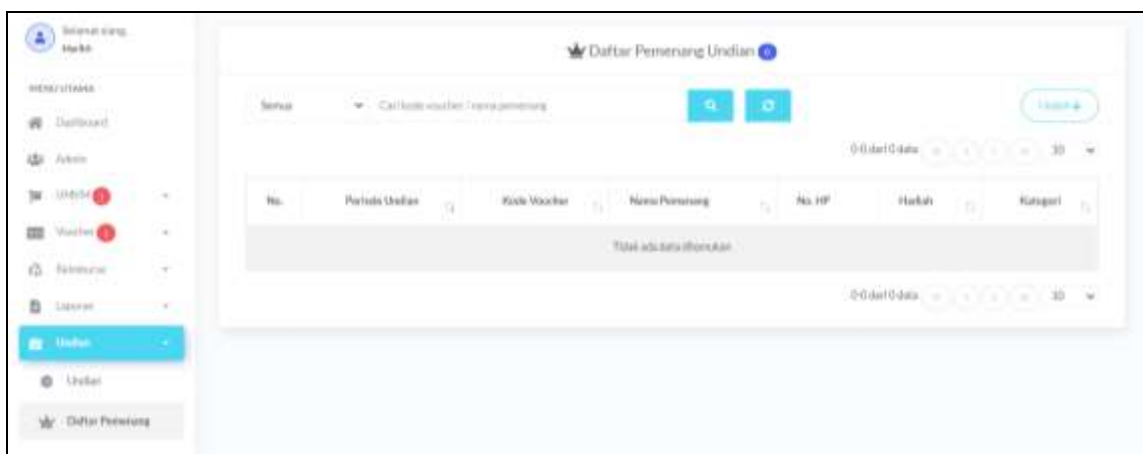 Selamat siang,
MENU UTAMA
Dashboard
Admin
UMKM
Voucher
Reimburse
Laporan
Undian
Undian
Daftar Pemenang
Daftar Pemenang Undian 0
Semua Cari kode voucher / nama pemenang
Unduh
0-0 dari 0 data 10
No. Periode Undian Kode Voucher Nama Pemenang No. HP Hadiah Kategori
Tidak ada data ditemukan
0-0 dari 0 data 10